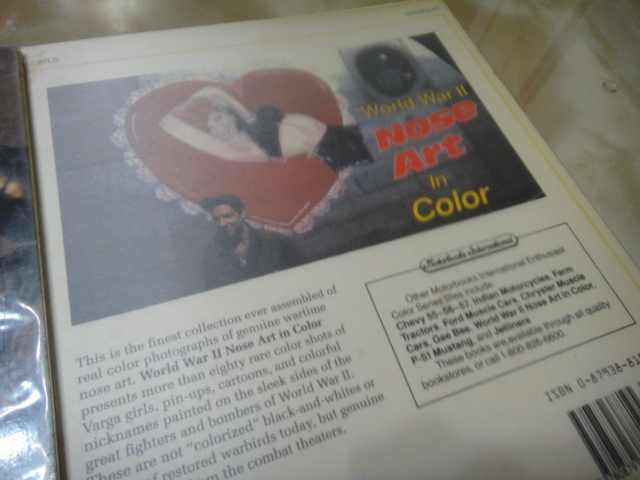 AVIATION
World War II
Nose
Art
In
Color
This is the finest collection ever assembled of
real color photographs of genuine wartime
nose art. World War II Nose Art in Color
presents more than eighty rare color shots of
Varga girls, pin-ups, cartoons, and colorful
nicknames painted on the sleek sides of the
great fighters and bombers of World War II.
These are not "colorized" black-and-whites or
of restored warbirds today, but genuine
from the combat theaters.
Motorbooks International
Other Motorbooks International Enthusiast
Color Series titles include:
Chevy 55-56-57, Indian Motorcycles, Farm
Tractors, Ford Muscle Cars, Chrysler Muscle
Cars, Gee Bee, World War II Nose Art in Color,
P-51 Mustang, and Jetliners
These books are available through all quality
bookstores, or call 1-800-826-6600.
ISBN 0-87938-81